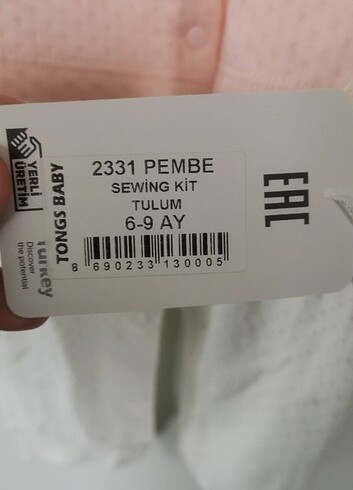 2331 PEMBE
SEWİNG KİT
TULUM
6-9 AY
8 690233 130005
TONGS BABY
YERLİ
ÜRETİM
Turkey
Discover
the potential
EAC